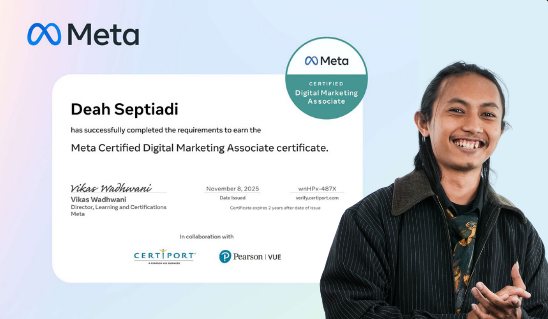 Meta
Meta
CERTIFIED
Digital Marketing
Associate
Deah Septiadi
has successfully completed the requirements to earn the
Meta Certified Digital Marketing Associate certificate.
Vikas Wadhwani
Vikas Wadhwani
Director, Learning and Certifications
Meta
November 8, 2025
Date Issued
wnHPv-487X
verify.certiport.com
Certificate expires 2 years after date of issue
In collaboration with
CERTIPORT
Pearson | VUE